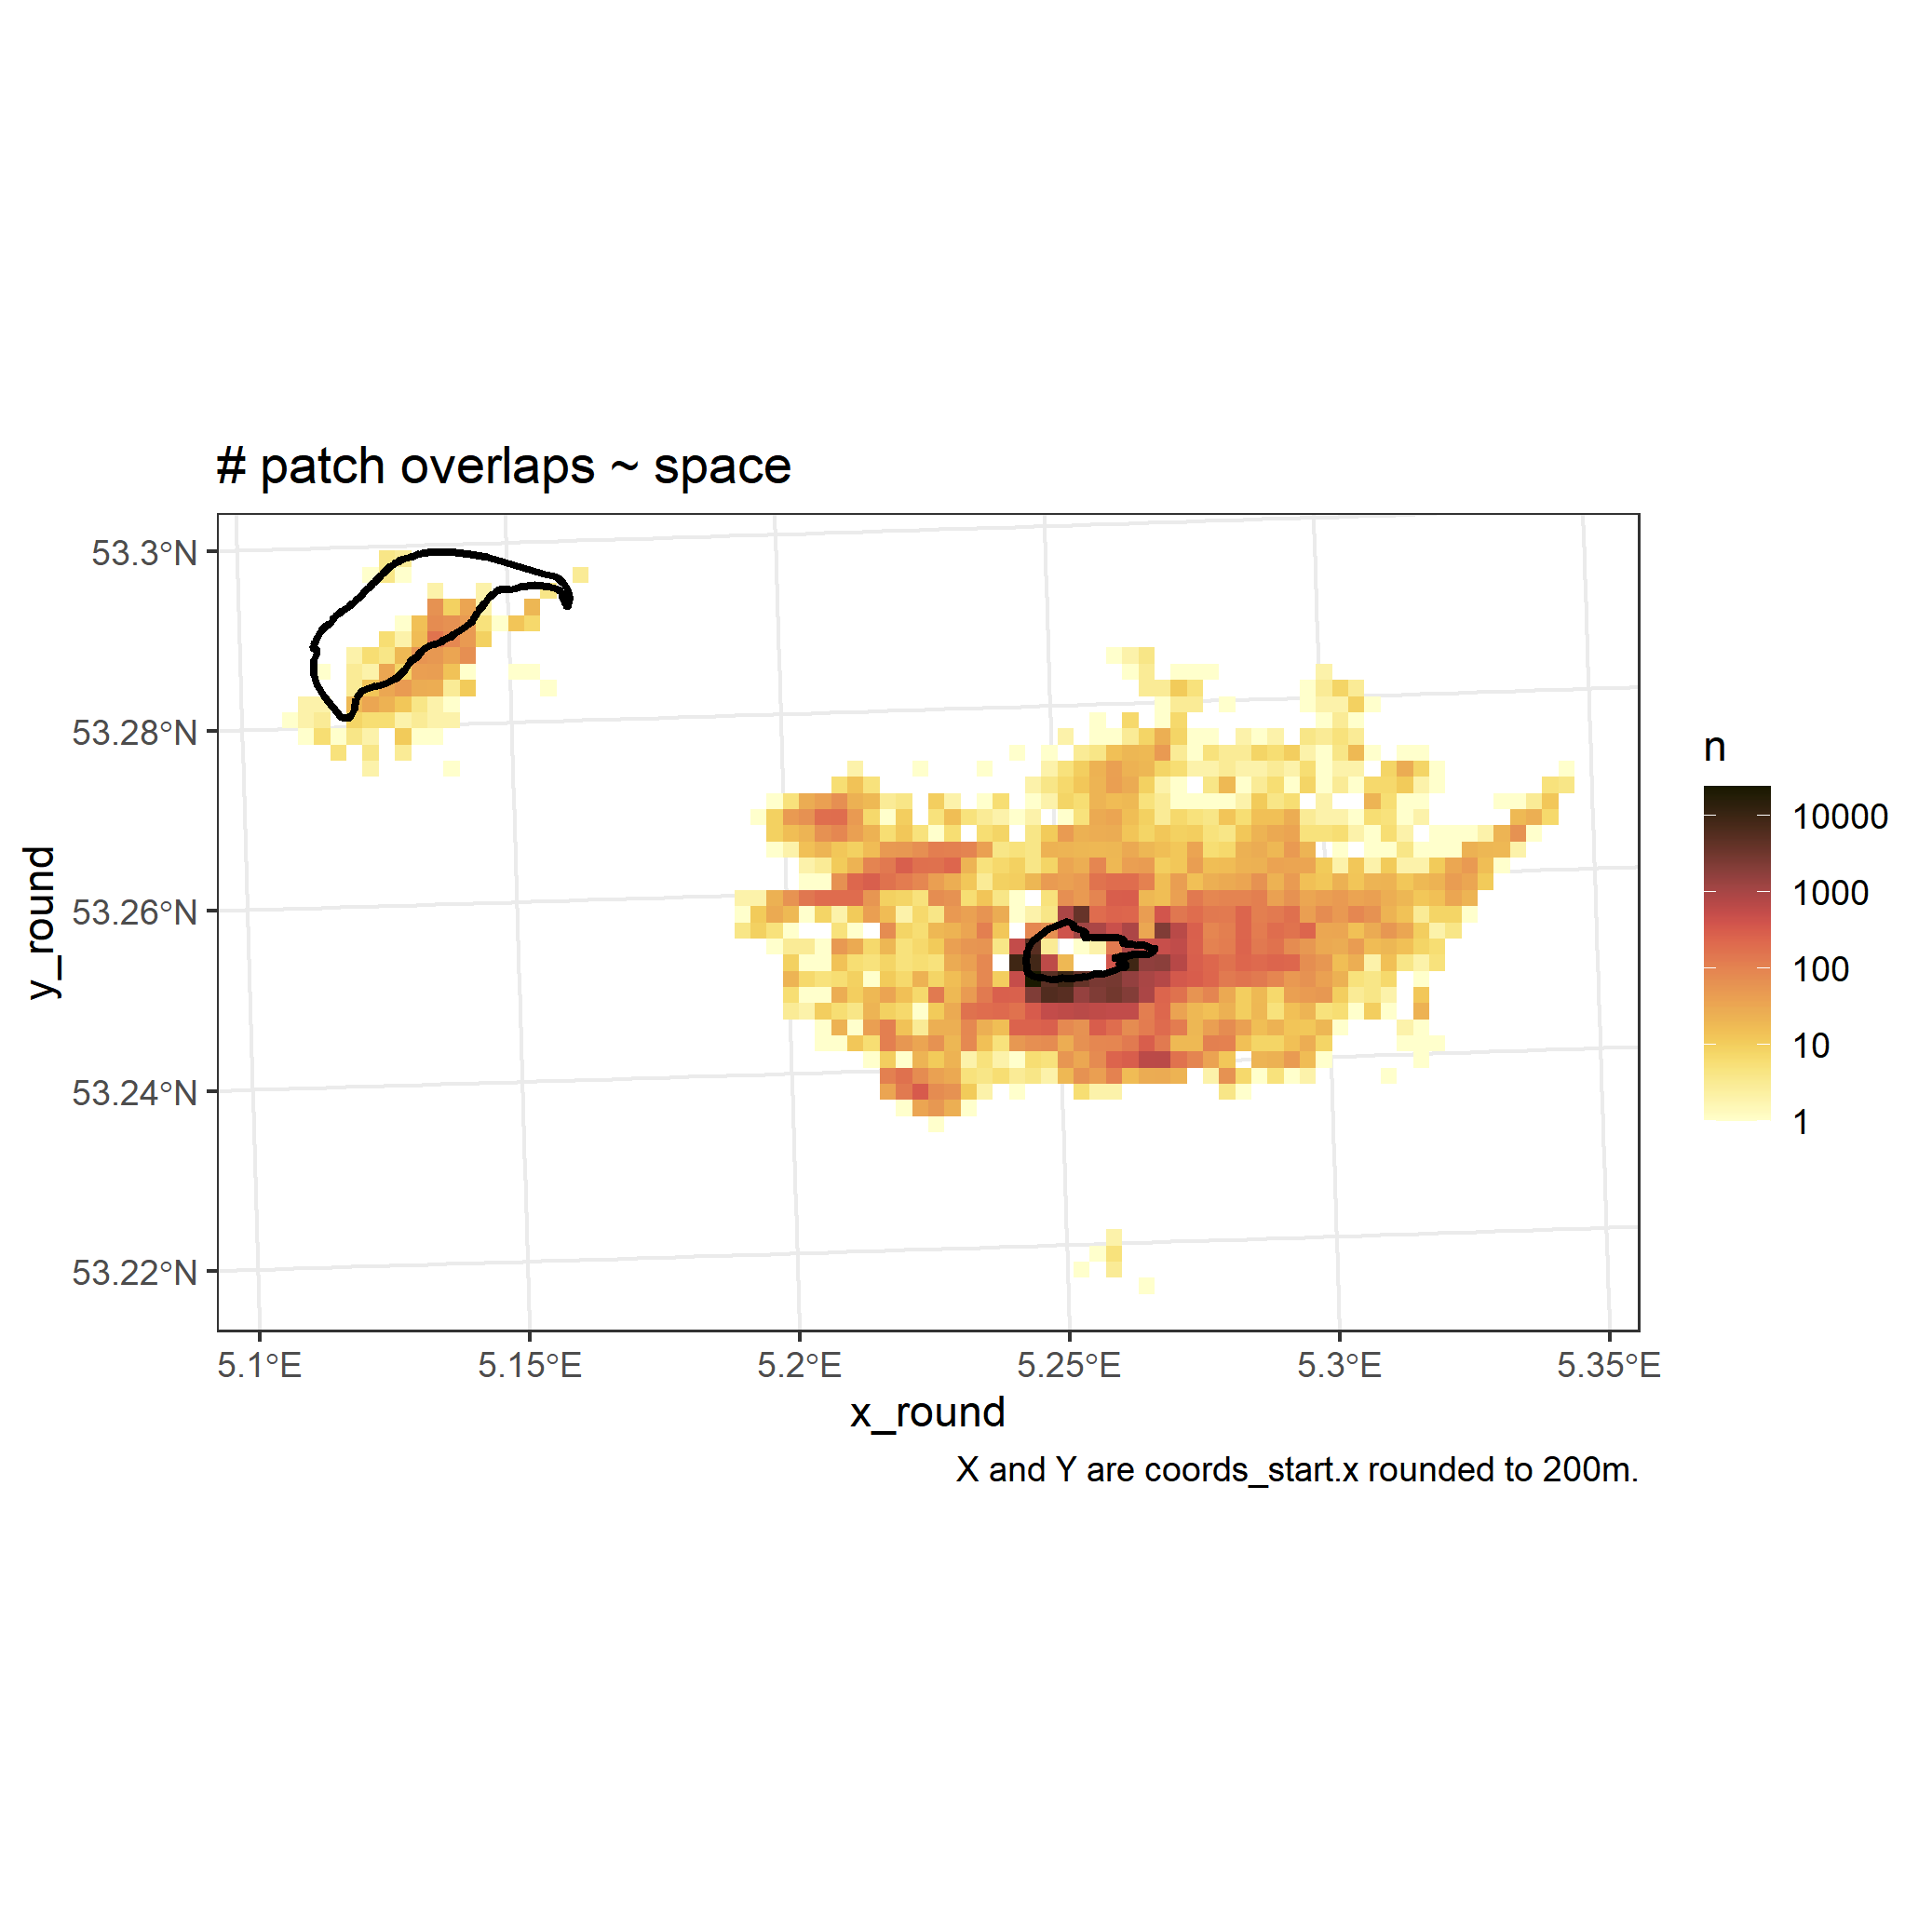 # patch overlaps ~ space
53.3°N
53.28°N
53.26°N
53.24°N
53.22°N
y_round
5.1°E
5.15°E
5.2°E
5.25°E
5.3°E
5.35°E
x_round
X and Y are coords_start.x rounded to 200m.
n
10000
1000
100
10
1